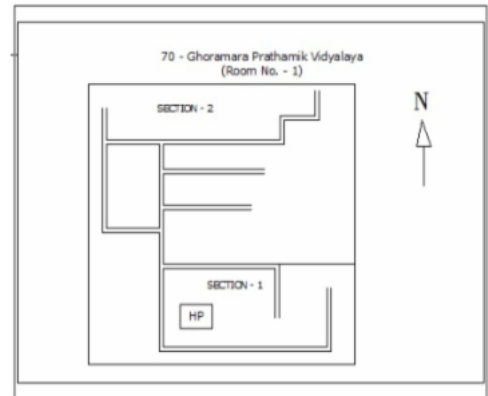 70 - Ghoramara Prathamik Vidyalaya
(Room No. - 1)
SECTION - 2
N
SECTION - 1
HP